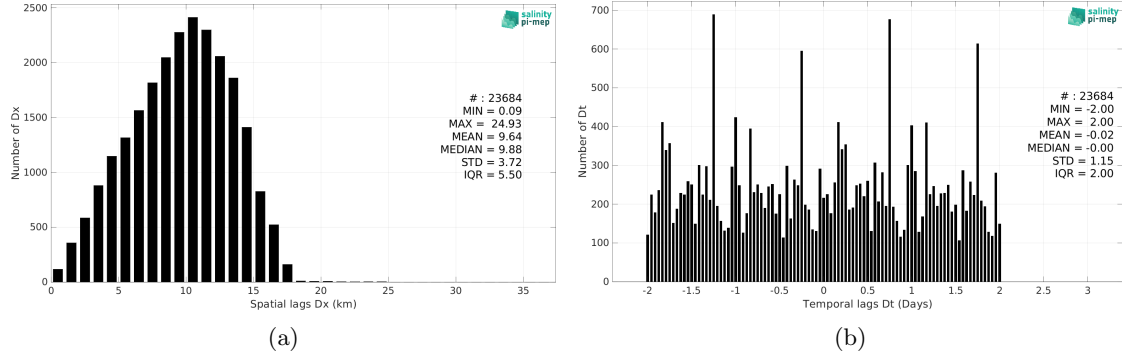 2500
2000
1500
1000
500
0
Number of Dx
0 5 10 15 20 25 30 35
Spatial lags Dx (km)
salinity
pi-mep
# : 23684
MIN = 0.09
MAX = 24.93
MEAN = 9.64
MEDIAN = 9.88
STD = 3.72
IQR = 5.50
(a)
700
600
500
400
300
200
100
0
Number of Dt
-2 -1.5 -1 -0.5 0 0.5 1 1.5 2 2.5 3
Temporal lags Dt (Days)
salinity
pi-mep
# : 23684
MIN = -2.00
MAX = 2.00
MEAN = -0.02
MEDIAN = -0.00
STD = 1.15
IQR = 2.00
(b)